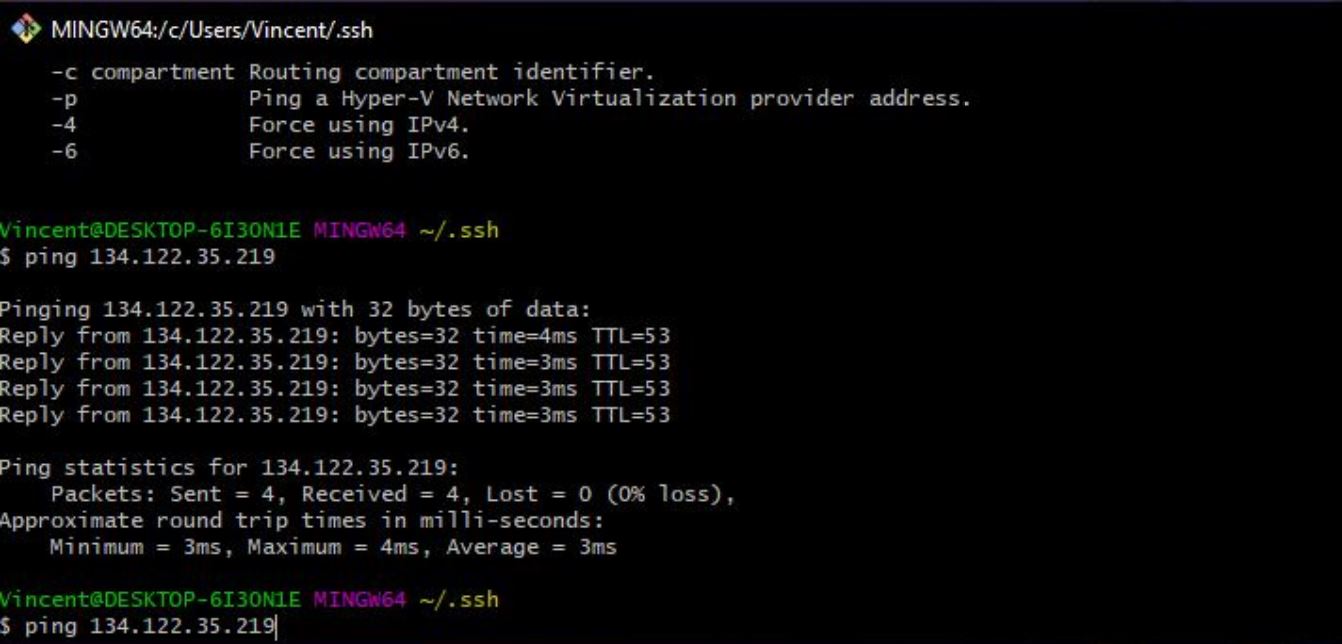 MINGW64:/c/Users/Vincent/.ssh
-c compartment Routing compartment identifier.
-p Ping a Hyper-V Network Virtualization provider address.
-4 Force using IPv4.
-6 Force using IPv6.
Vincent@DESKTOP-6I3ON1E MINGW64 ~/.ssh
$ ping 134.122.35.219
Pinging 134.122.35.219 with 32 bytes of data:
Reply from 134.122.35.219: bytes=32 time=4ms TTL=53
Reply from 134.122.35.219: bytes=32 time=3ms TTL=53
Reply from 134.122.35.219: bytes=32 time=3ms TTL=53
Reply from 134.122.35.219: bytes=32 time=3ms TTL=53
Ping statistics for 134.122.35.219:
Packets: Sent = 4, Received = 4, Lost = 0 (0% loss),
Approximate round trip times in milli-seconds:
Minimum = 3ms, Maximum = 4ms, Average = 3ms
Vincent@DESKTOP-6I3ON1E MINGW64 ~/.ssh
$ ping 134.122.35.219